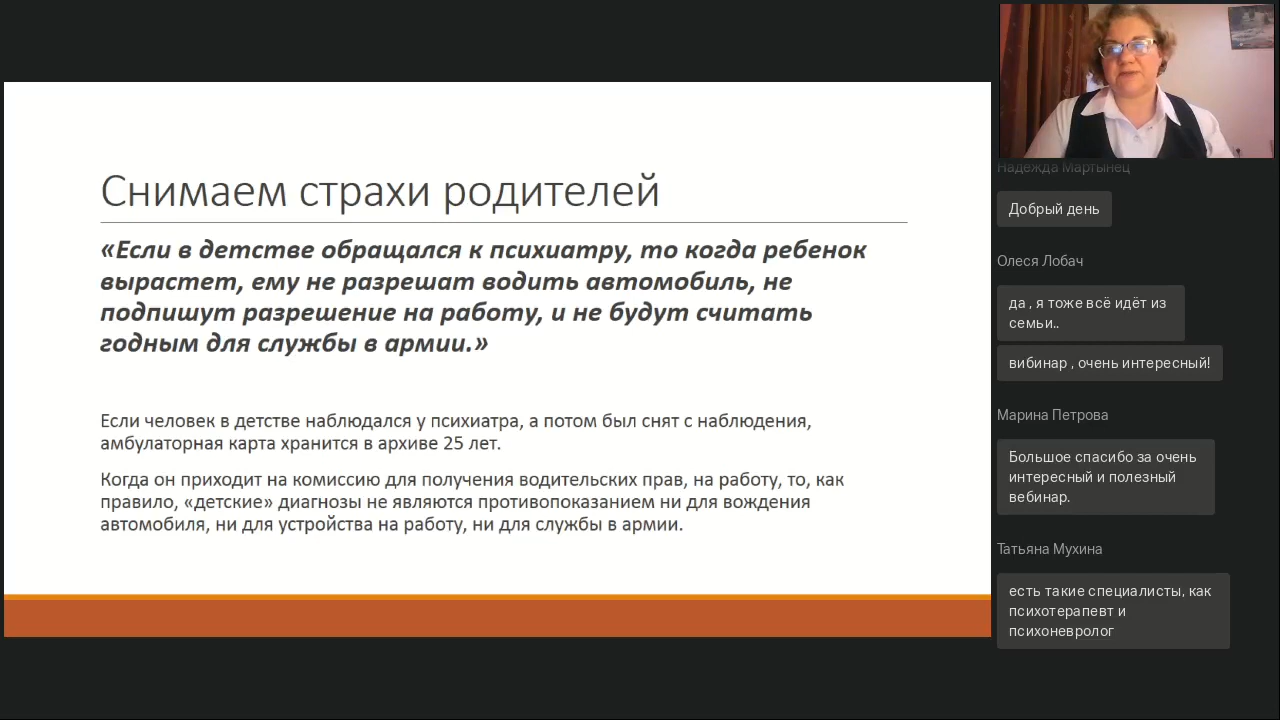 Снимаем страхи родителей
«Если в детстве обращался к психиатру, то когда ребенок
вырастет, ему не разрешат водить автомобиль, не
подпишут разрешение на работу, и не будут считать
годным для службы в армии.»
Если человек в детстве наблюдался у психиатра, а потом был снят с наблюдения,
амбулаторная карта хранится в архиве 25 лет.
Когда он приходит на комиссию для получения водительских прав, на работу, то, как
правило, «детские» диагнозы не являются противопоказанием ни для вождения
автомобиля, ни для устройства на работу, ни для службы в армии.
Надежда Мартынец
Добрый день
Олеся Лобач
да , я тоже всё идёт из
семьи..
вибинар , очень интересный!
Марина Петрова
Большое спасибо за очень
интересный и полезный
вебинар.
Татьяна Мухина
есть такие специалисты, как
психотерапевт и
психоневролог